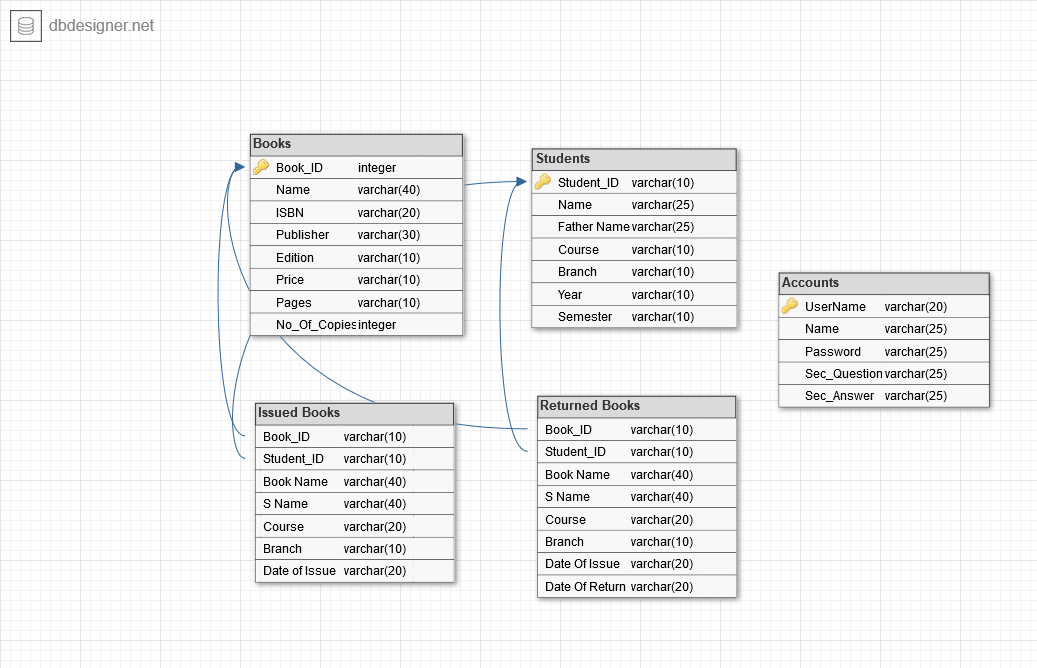 dbdesigner.net
Books
Book_ID integer
Name varchar(40)
ISBN varchar(20)
Publisher varchar(30)
Edition varchar(10)
Price varchar(10)
Pages varchar(10)
No_Of_Copies integer
Students
Student_ID varchar(10)
Name varchar(25)
Father Name varchar(25)
Course varchar(10)
Branch varchar(10)
Year varchar(10)
Semester varchar(10)
Accounts
UserName varchar(20)
Name varchar(25)
Password varchar(25)
Sec_Question varchar(25)
Sec_Answer varchar(25)
Issued Books
Book_ID varchar(10)
Student_ID varchar(10)
Book Name varchar(40)
S Name varchar(40)
Course varchar(20)
Branch varchar(10)
Date of Issue varchar(20)
Returned Books
Book_ID varchar(10)
Student_ID varchar(10)
Book Name varchar(40)
S Name varchar(40)
Course varchar(20)
Branch varchar(10)
Date Of Issue varchar(20)
Date Of Return varchar(20)